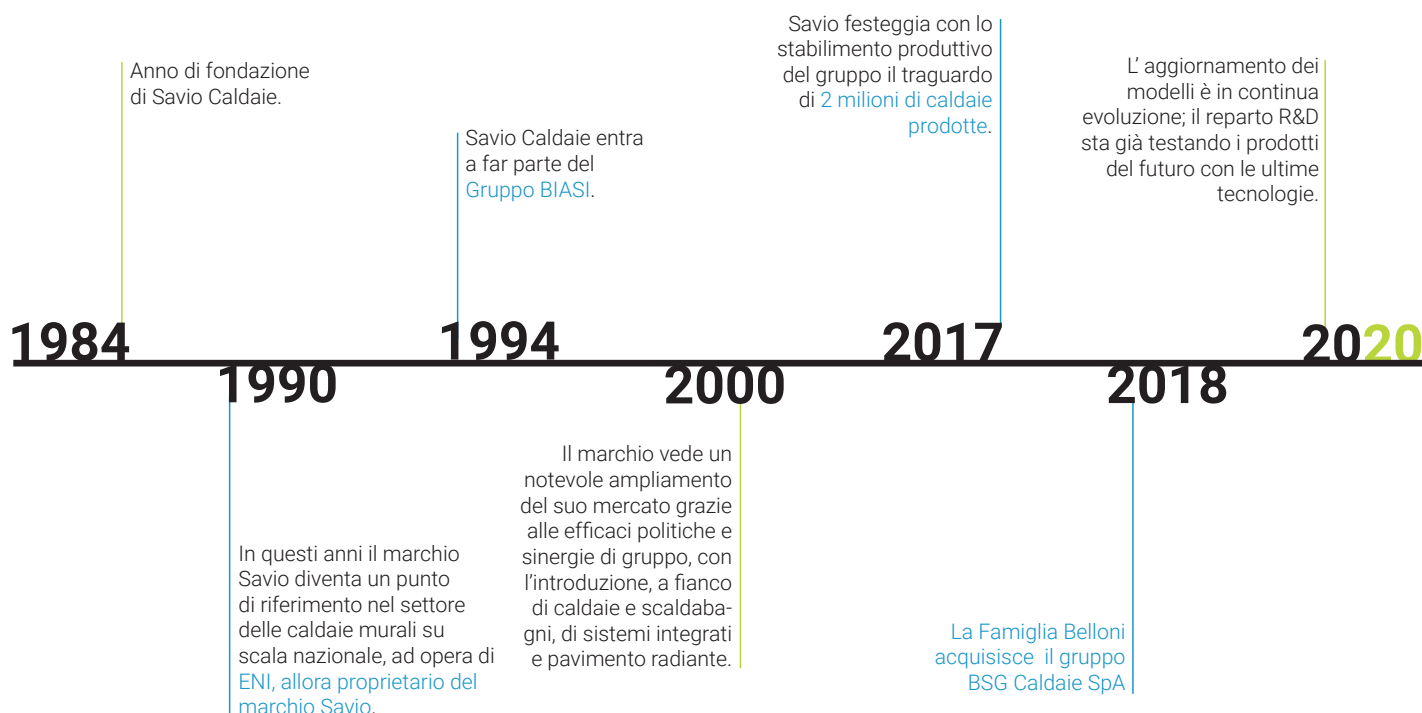 1984
Anno di fondazione
di Savio Caldaie.
1990
In questi anni il marchio
Savio diventa un punto
di riferimento nel settore
delle caldaie murali su
scala nazionale, ad opera di
ENI, allora proprietario del
marchio Savio.
1994
Savio Caldaie entra
a far parte del
Gruppo BIASI.
2000
Il marchio vede un
notevole ampliamento
del suo mercato grazie
alle efficaci politiche e
sinergie di gruppo, con
l'introduzione, a fianco
di caldaie e scaldaba-
gni, di sistemi integrati
e pavimento radiante.
2017
Savio festeggia con lo
stabilimento produttivo
del gruppo il traguardo
di 2 milioni di caldaie
prodotte.
2018
La Famiglia Belloni
acquisisce il gruppo
BSG Caldaie SpA
2020
L' aggiornamento dei
modelli è in continua
evoluzione; il reparto R&D
sta già testando i prodotti
del futuro con le ultime
tecnologie.